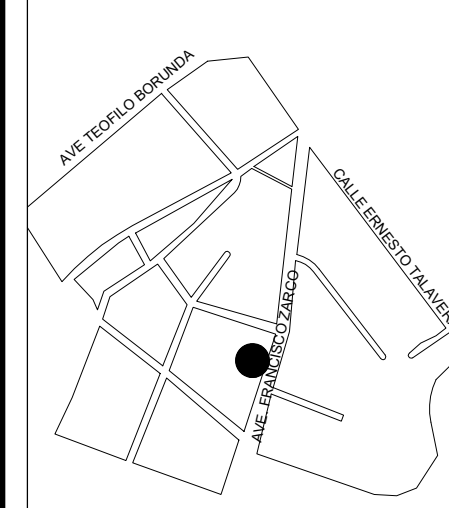 AVE TEOFILO BORUNDA
CALLE ERNESTO TALAVER
AVE. FRANCISCO ZARCO